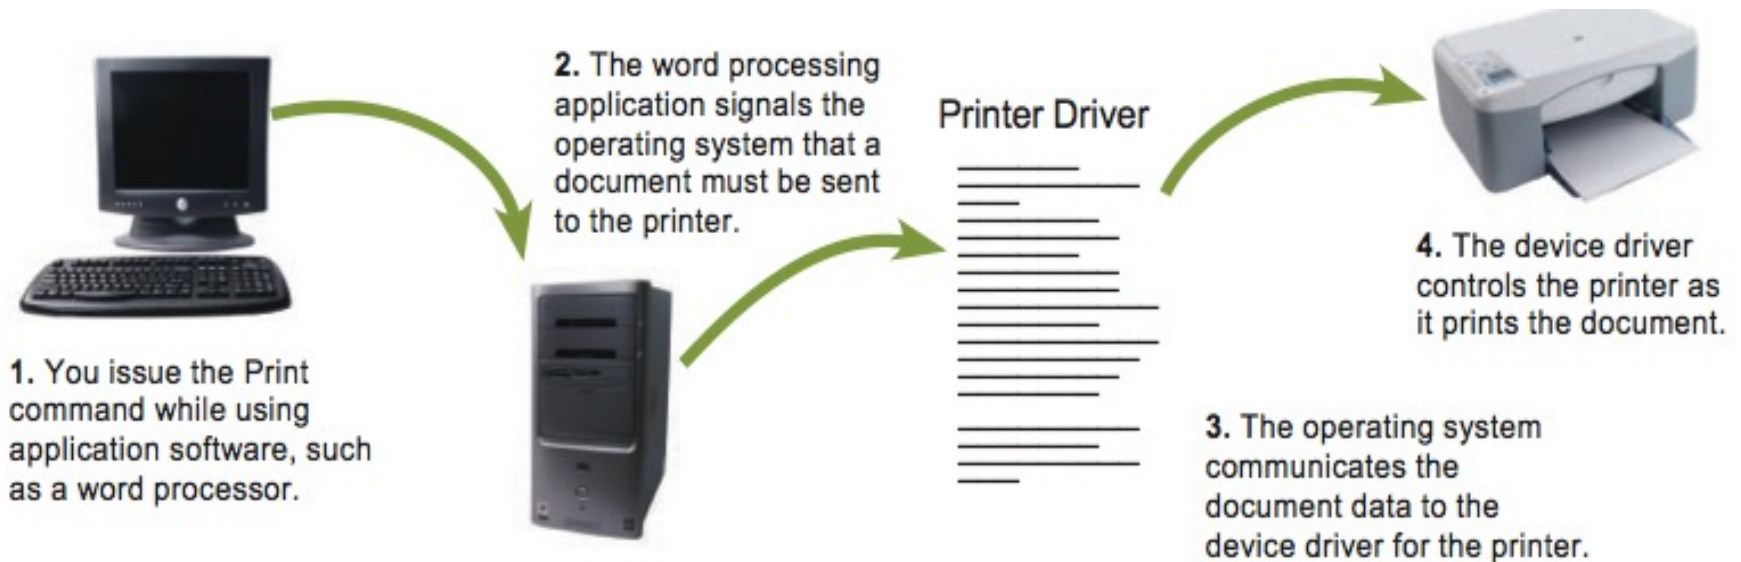 1. You issue the Print
command while using
application software, such
as a word processor.
2. The word processing
application signals the
operating system that a
document must be sent
to the printer.
Printer Driver
3. The operating system
communicates the
document data to the
device driver for the printer.
4. The device driver
controls the printer as
it prints the document.